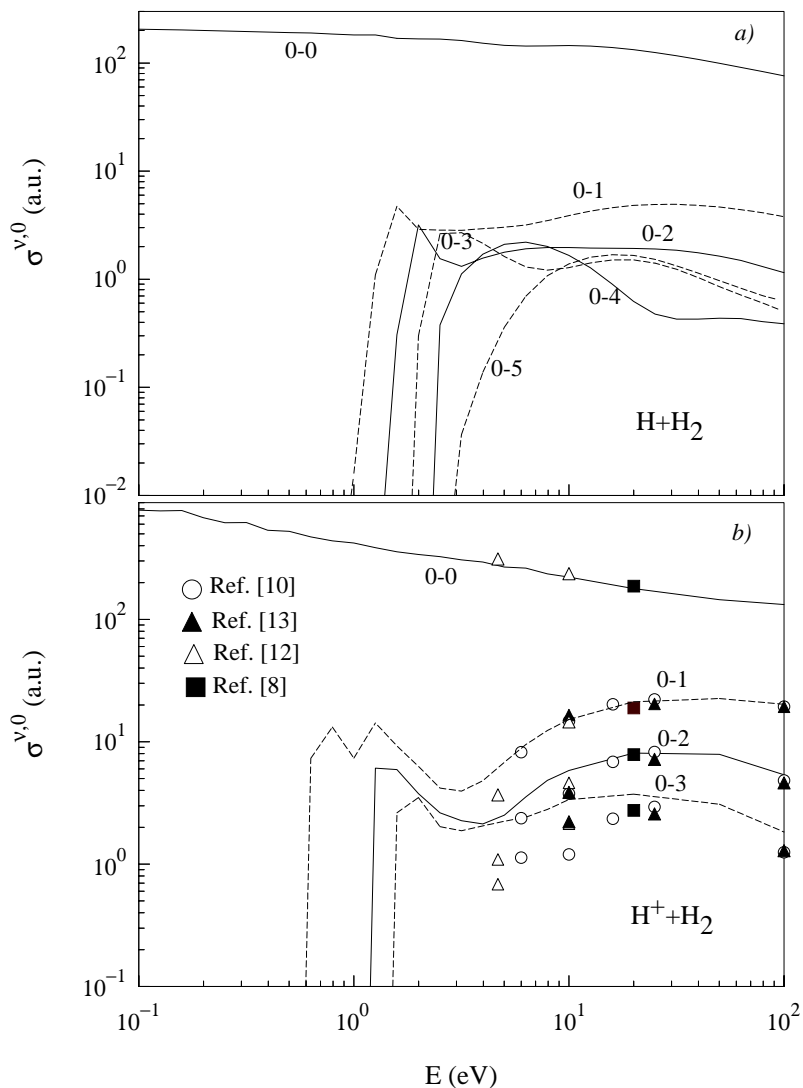 a)
10^2
0-0
10^1
0-1
σ^ν,0 (a.u.)
0-3
0-2
10^0
0-4
10^−1
0-5
H+H_2
10^−2
b)
0-0
Ref. [10]
10^2
Ref. [13]
Ref. [12]
Ref. [8]
0-1
σ^ν,0 (a.u.)
10^1
0-2
0-3
10^0
H^+ +H_2
10^−1
10^−1 10^0 10^1 10^2
E (eV)